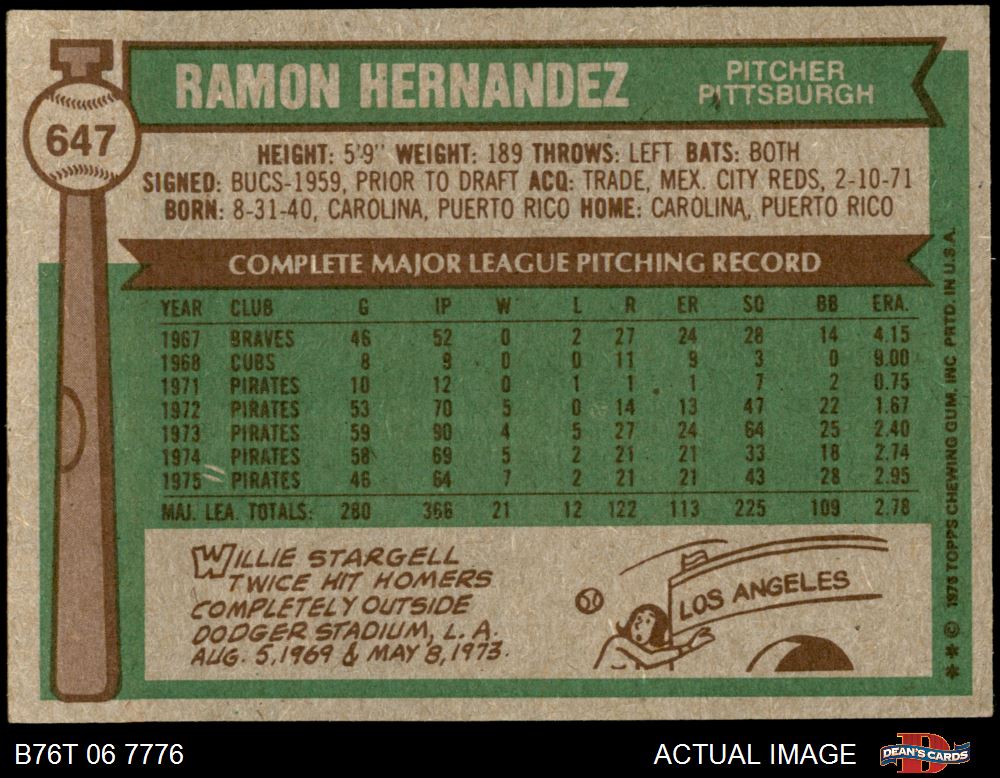 RAMON HERNANDEZ
PITCHER
PITTSBURGH
647
HEIGHT: 5'9" WEIGHT: 189 THROWS: LEFT BATS: BOTH
SIGNED: BUCS-1959, PRIOR TO DRAFT ACQ: TRADE, MEX. CITY REDS, 2-10-71
BORN: 8-31-40, CAROLINA, PUERTO RICO HOME: CAROLINA, PUERTO RICO
COMPLETE MAJOR LEAGUE PITCHING RECORD
YEAR CLUB G IP W L R ER SO BB ERA.
1967 BRAVES 46 52 0 2 27 24 28 14 4.15
1968 CUBS 8 9 0 0 11 9 3 0 9.00
1971 PIRATES 10 12 0 1 1 1 7 2 0.75
1972 PIRATES 53 70 5 0 14 13 47 22 1.67
1973 PIRATES 59 90 4 5 27 24 64 25 2.40
1974 PIRATES 58 69 5 2 21 21 33 18 2.74
1975 PIRATES 46 64 7 2 21 21 43 28 2.95
MAJ. LEA. TOTALS: 280 366 21 12 122 113 225 109 2.78
WILLIE STARGELL
TWICE HIT HOMERS
COMPLETELY OUTSIDE
DODGER STADIUM, L.A.
AUG. 5, 1969 & MAY 8, 1973.
LOS ANGELES
** © 1976 TOPPS CHEWING GUM, INC PRTD. IN U.S.A.
B76T 06 7776
ACTUAL IMAGE
D
DEAN'S CARDS